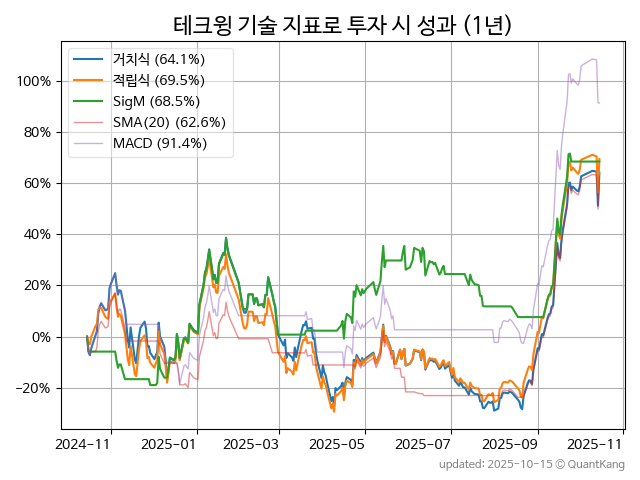 테크윙 기술 지표로 투자 시 성과 (1년)
거치식 (64.1%)
적립식 (69.5%)
SigM (68.5%)
SMA(20) (62.6%)
MACD (91.4%)
100%
80%
60%
40%
20%
0%
−20%
2024-11 2025-01 2025-03 2025-05 2025-07 2025-09 2025-11
updated: 2025-10-15 © QuantKang